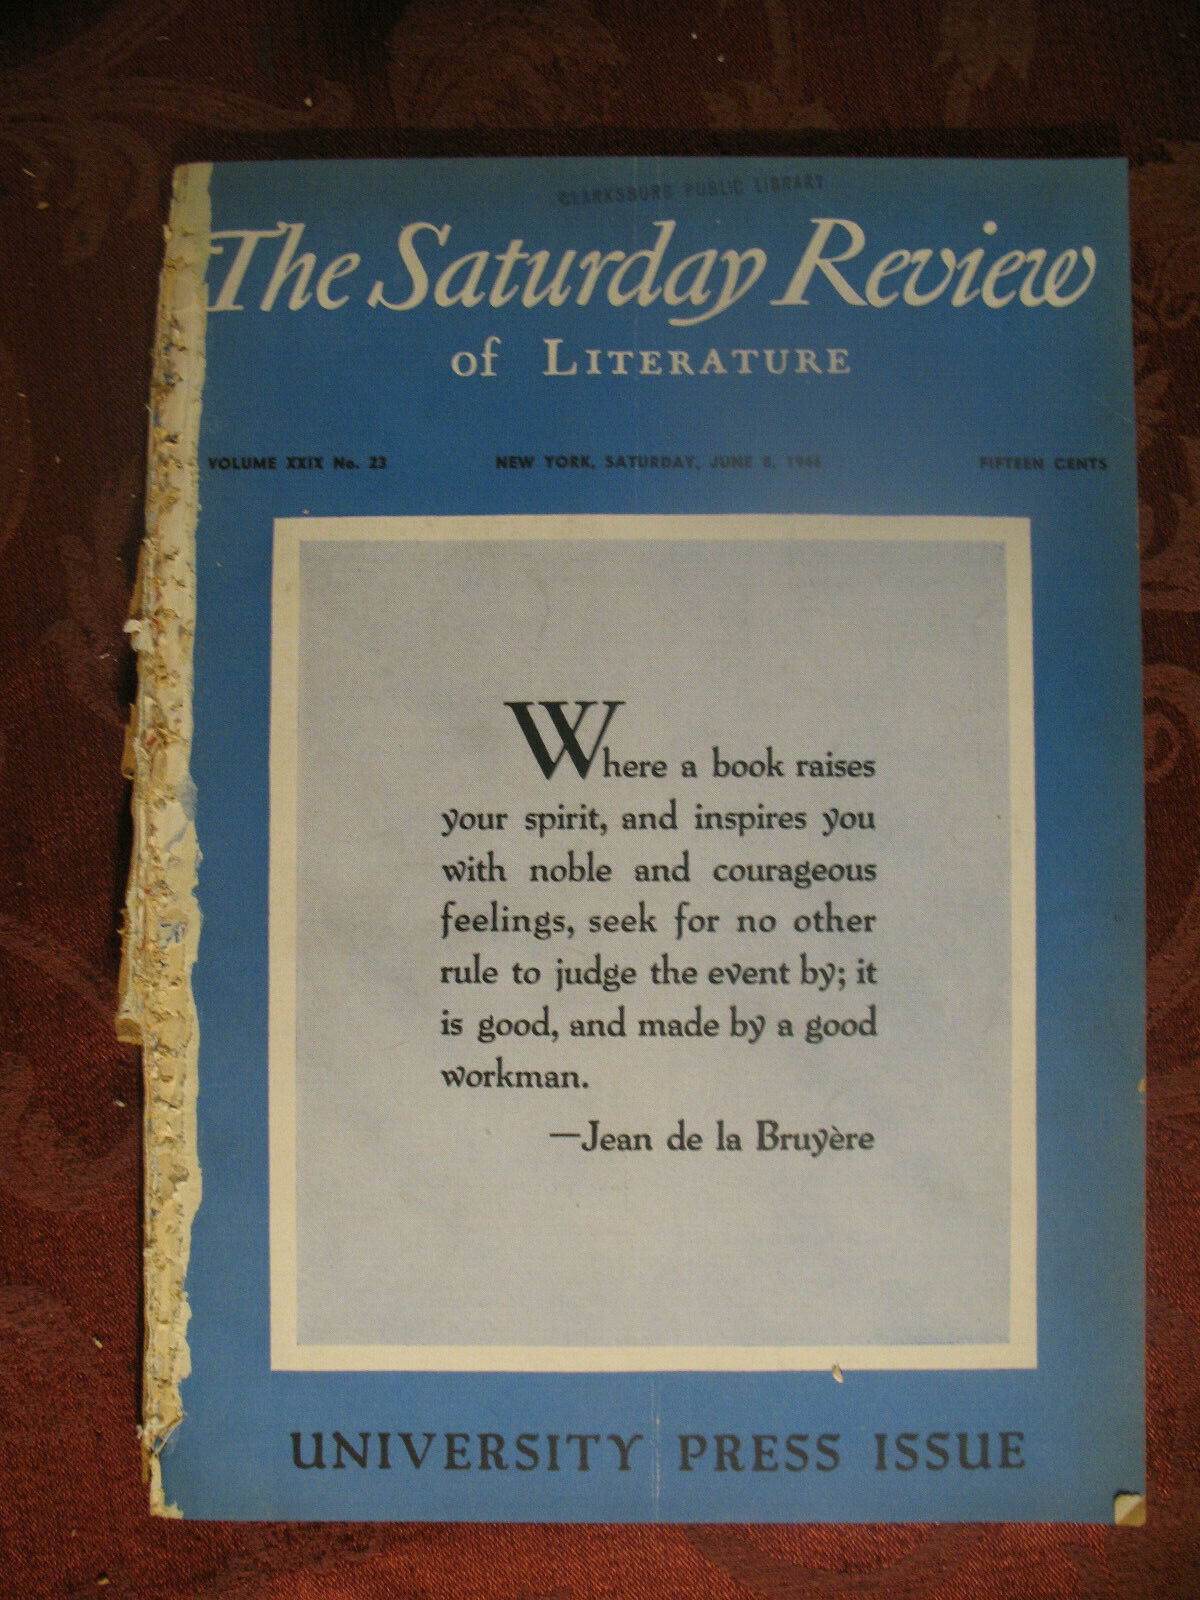 CLARKSBURG PUBLIC LIBRARY
The Saturday Review
of LITERATURE
VOLUME XXIX No. 23 NEW YORK, SATURDAY, JUNE 8, 1946 FIFTEEN CENTS
Where a book raises
your spirit, and inspires you
with noble and courageous
feelings, seek for no other
rule to judge the event by; it
is good, and made by a good
workman.
—Jean de la Bruyère
UNIVERSITY PRESS ISSUE